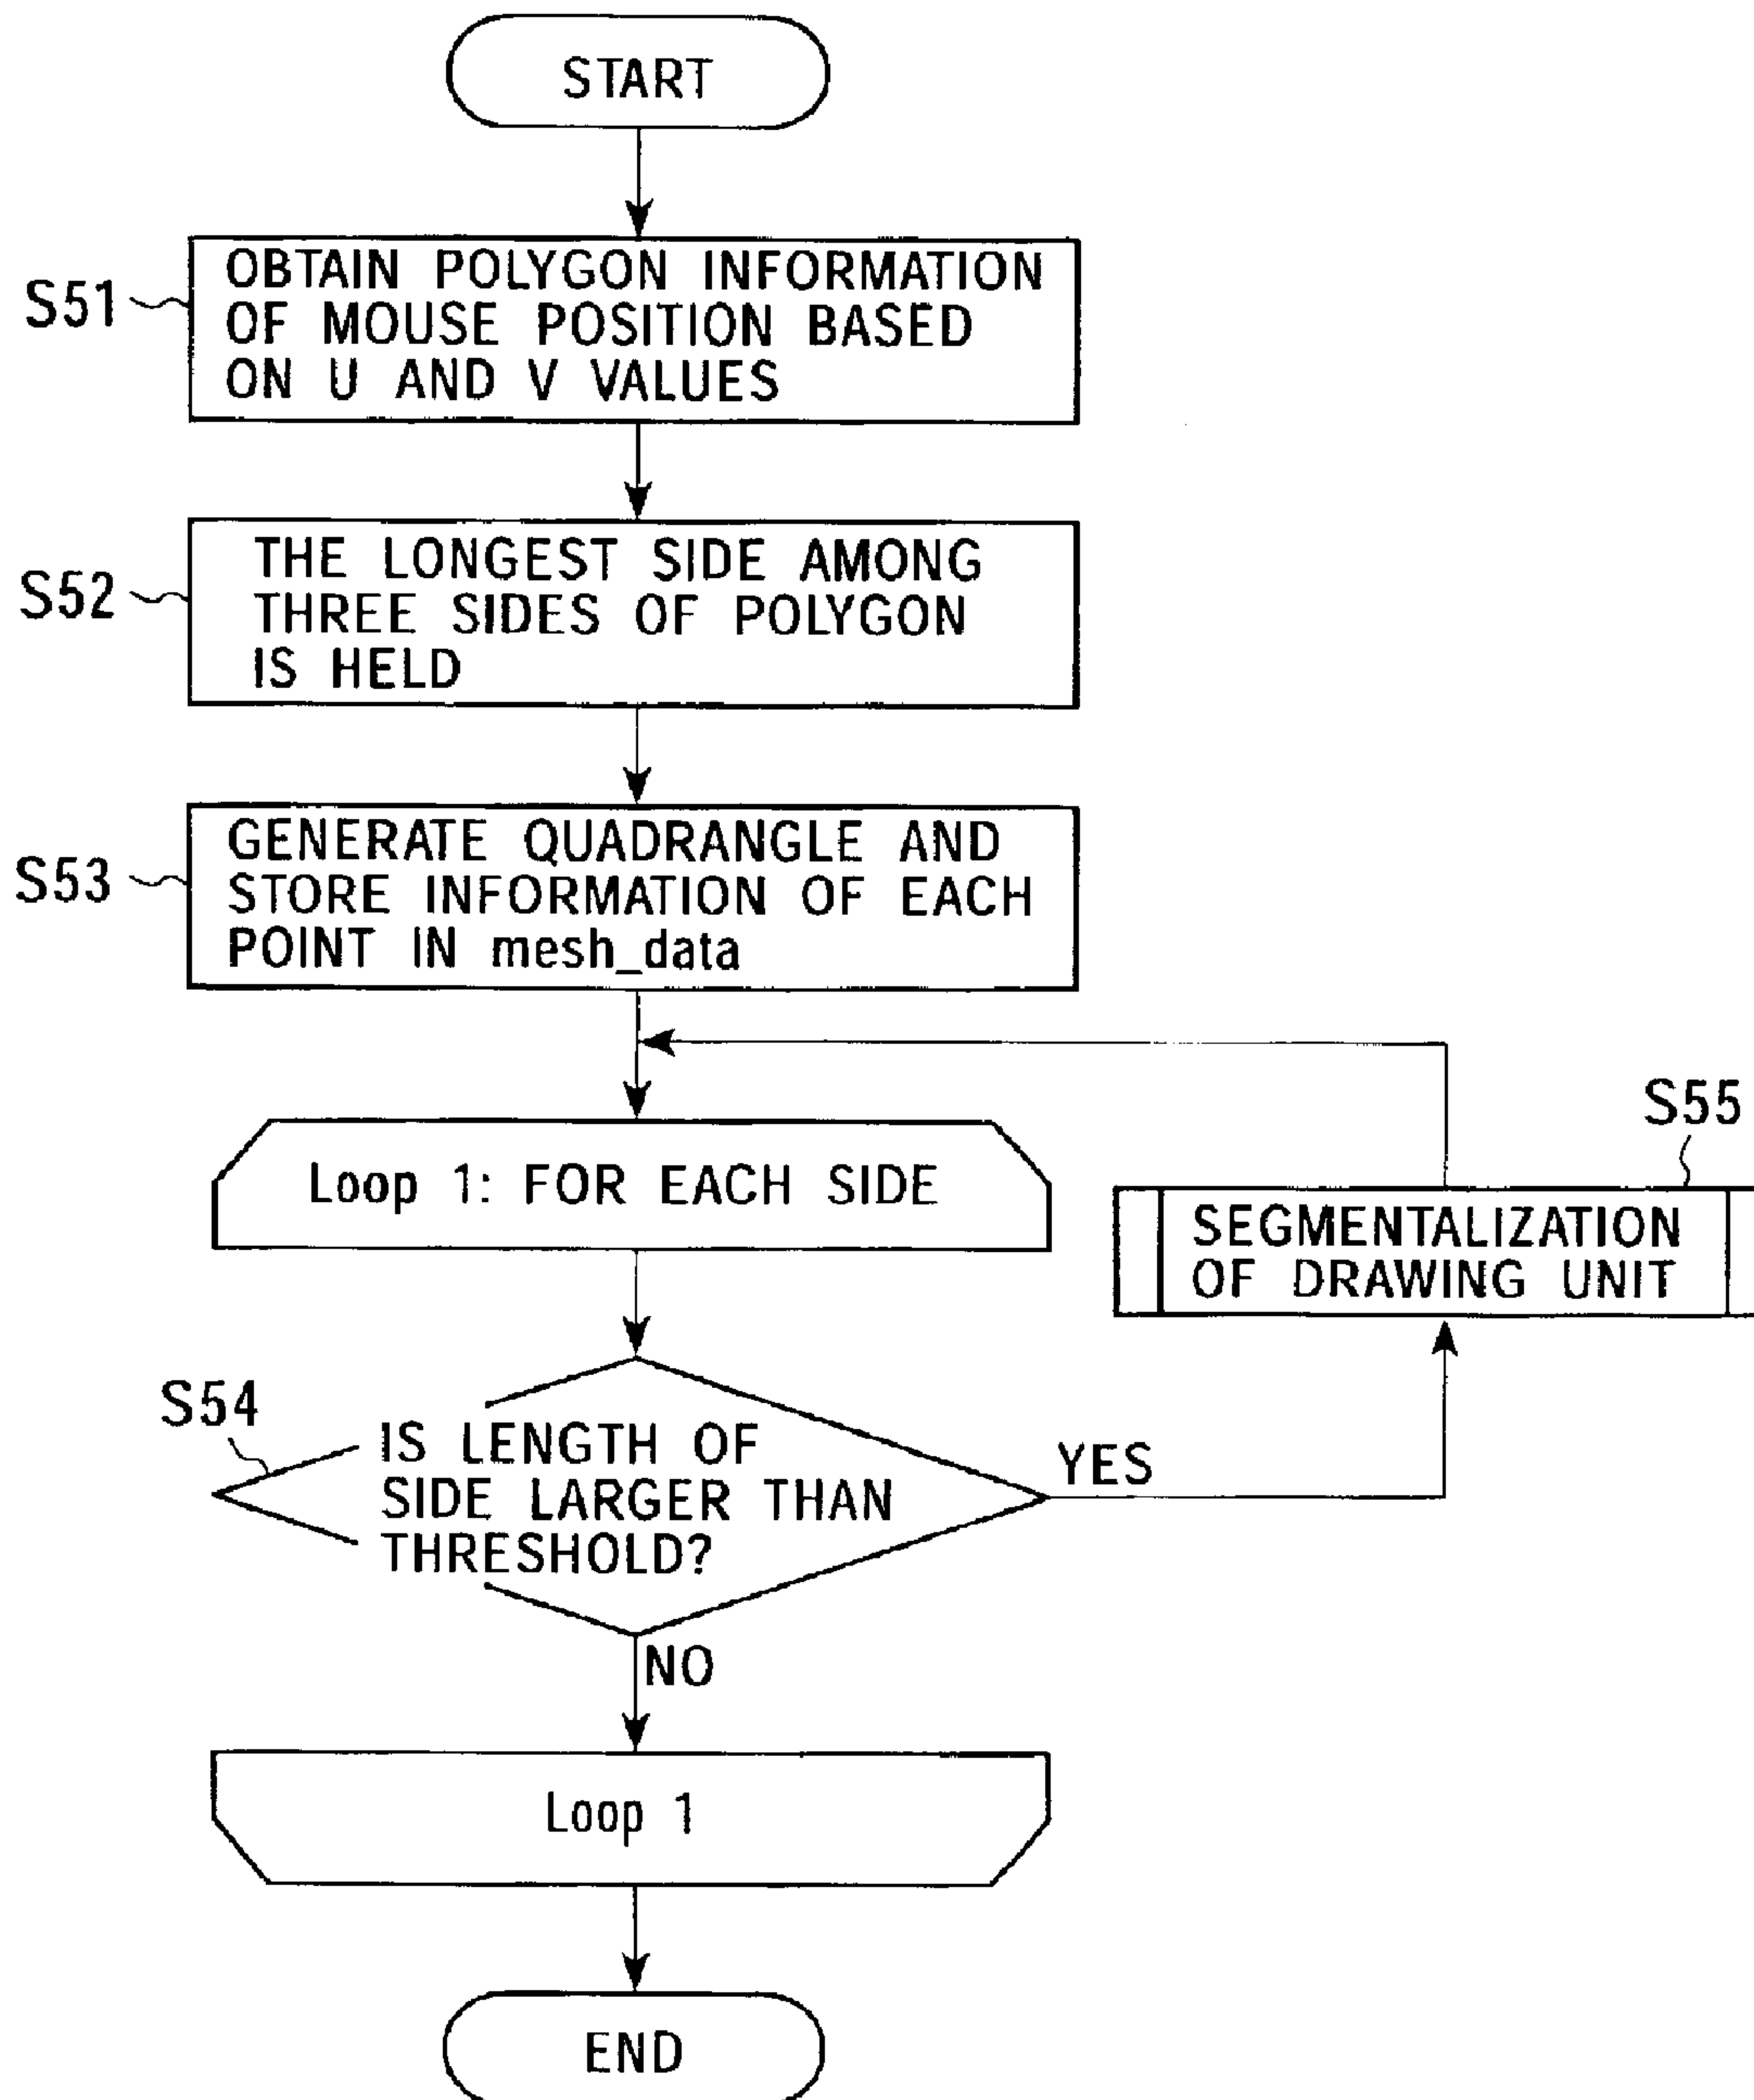 START
S51
OBTAIN POLYGON INFORMATION
OF MOUSE POSITION BASED
ON U AND V VALUES
S52
THE LONGEST SIDE AMONG
THREE SIDES OF POLYGON
IS HELD
S53
GENERATE QUADRANGLE AND
STORE INFORMATION OF EACH
POINT IN mesh_data
Loop 1: FOR EACH SIDE
S55
SEGMENTALIZATION
OF DRAWING UNIT
S54
IS LENGTH OF
SIDE LARGER THAN
THRESHOLD?
YES
NO
Loop 1
END